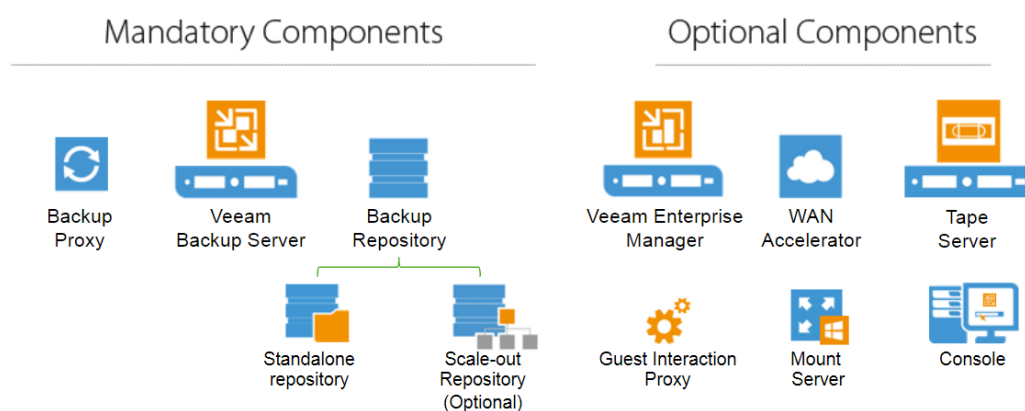 Mandatory Components
Optional Components
Backup
Proxy
Veeam
Backup Server
Backup
Repository
Veeam Enterprise
Manager
WAN
Accelerator
Tape
Server
Standalone
repository
Scale-out
Repository
(Optional)
Guest Interaction
Proxy
Mount
Server
Console